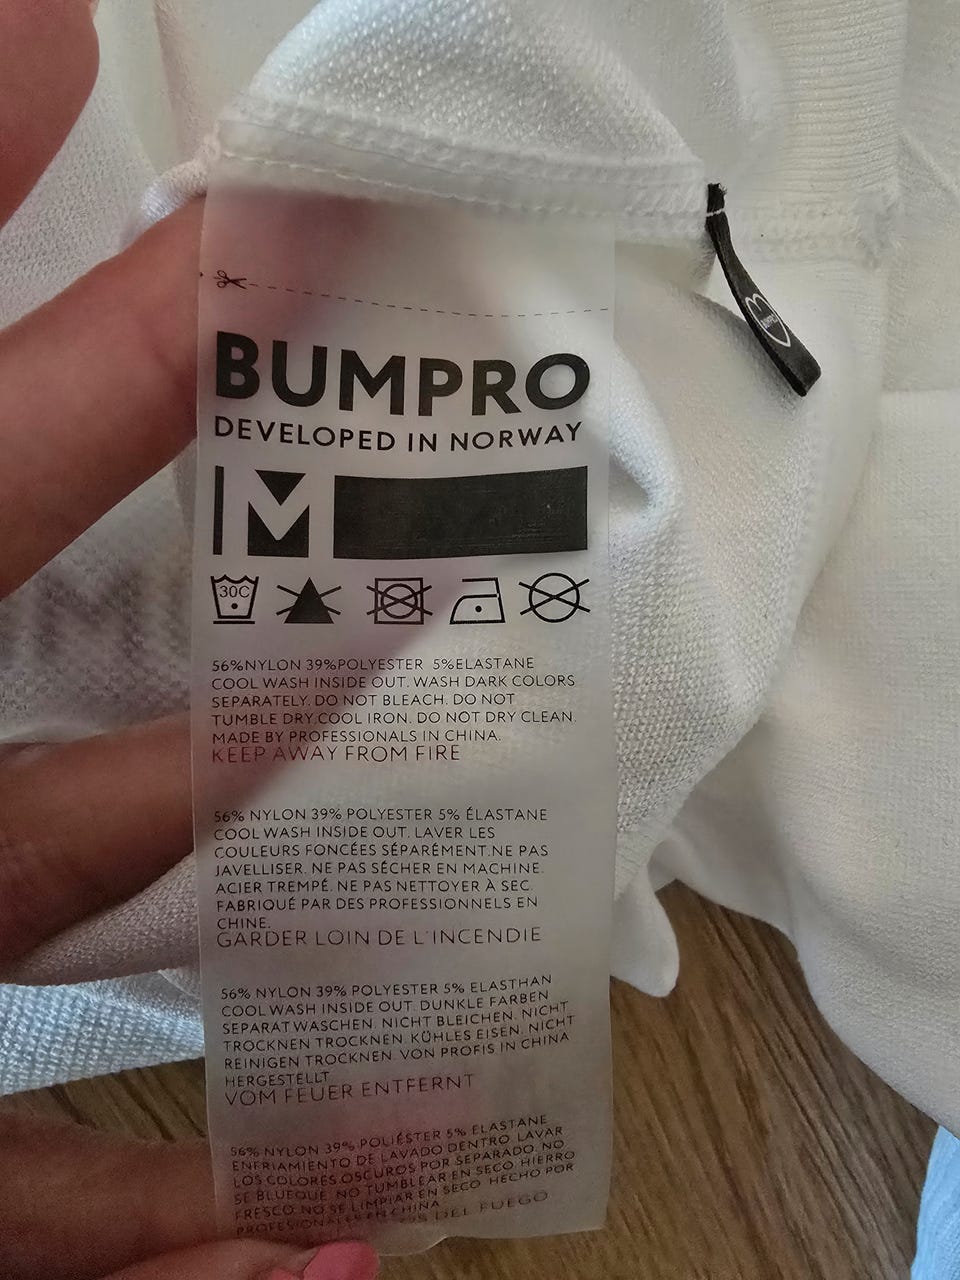 BUMPRO
DEVELOPED IN NORWAY
M
30C
56%NYLON 39%POLYESTER 5%ELASTANE
COOL WASH INSIDE OUT. WASH DARK COLORS
SEPARATELY. DO NOT BLEACH. DO NOT
TUMBLE DRY.COOL IRON. DO NOT DRY CLEAN.
MADE BY PROFESSIONALS IN CHINA.
KEEP AWAY FROM FIRE
56% NYLON 39% POLYESTER 5% ÉLASTANE
COOL WASH INSIDE OUT. LAVER LES
COULEURS FONCÉES SÉPARÉMENT.NE PAS
JAVELLISER. NE PAS SÉCHER EN MACHINE.
ACIER TREMPÉ. NE PAS NETTOYER À SEC.
FABRIQUÉ PAR DES PROFESSIONNELS EN
CHINE.
GARDER LOIN DE L'INCENDIE
56% NYLON 39% POLYESTER 5% ELASTHAN
COOL WASH INSIDE OUT. DUNKLE FARBEN
SEPARAT WASCHEN. NICHT BLEICHEN. NICHT
TROCKNEN TROCKNEN. KÜHLES EISEN. NICHT
REINIGEN TROCKNEN. VON PROFIS IN CHINA
HERGESTELLT.
VOM FEUER ENTFERNT
56% NYLON 39% POLIÉSTER 5% ELASTANE
ENFRIAMIENTO DE LAVADO DENTRO. LAVAR
LOS COLORES OSCUROS POR SEPARADO. NO
SE BLUEQUE. NO TUMBLEAR EN SECO. HIERRO
FRESCO. NO SE LIMPIAR EN SECO. HECHO POR
PROFESIONALES EN CHINA
DEL FUEGO